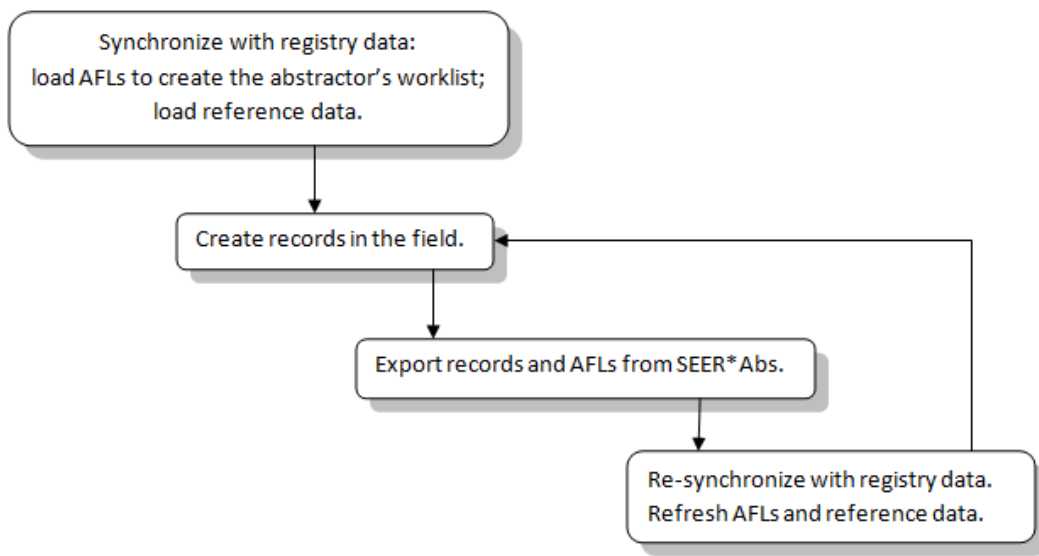 Synchronize with registry data:
load AFLs to create the abstractor’s worklist;
load reference data.
Create records in the field.
Export records and AFLs from SEER*Abs.
Re-synchronize with registry data.
Refresh AFLs and reference data.